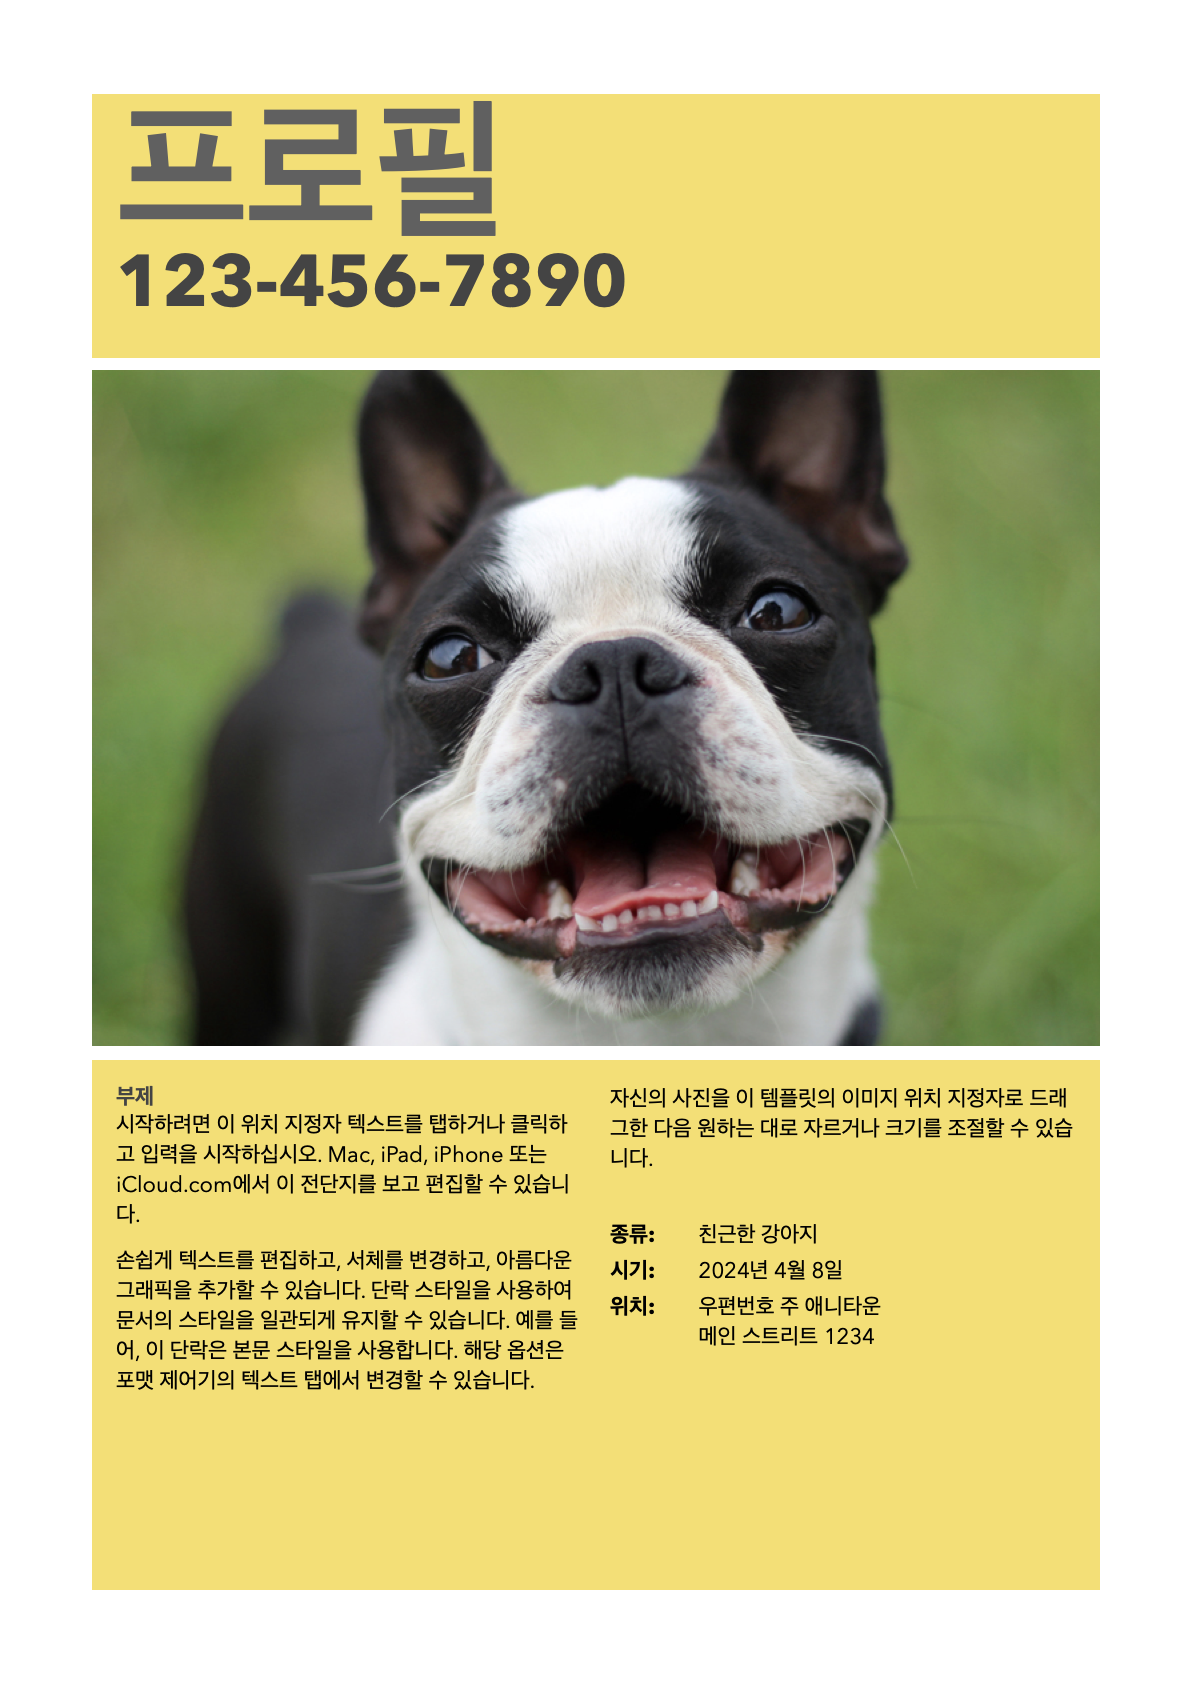 프로필
123-456-7890
부제
시작하려면 이 위치 지정자 텍스트를 탭하거나 클릭하
고 입력을 시작하십시오. Mac, iPad, iPhone 또는
iCloud.com에서 이 전단지를 보고 편집할 수 있습니
다.
손쉽게 텍스트를 편집하고, 서체를 변경하고, 아름다운
그래픽을 추가할 수 있습니다. 단락 스타일을 사용하여
문서의 스타일을 일관되게 유지할 수 있습니다. 예를 들
어, 이 단락은 본문 스타일을 사용합니다. 해당 옵션은
포맷 제어기의 텍스트 탭에서 변경할 수 있습니다.
자신의 사진을 이 템플릿의 이미지 위치 지정자로 드래
그한 다음 원하는 대로 자르거나 크기를 조절할 수 있습
니다.
종류: 친근한 강아지
시기: 2024년 4월 8일
위치: 우편번호 주 애니타운
메인 스트리트 1234